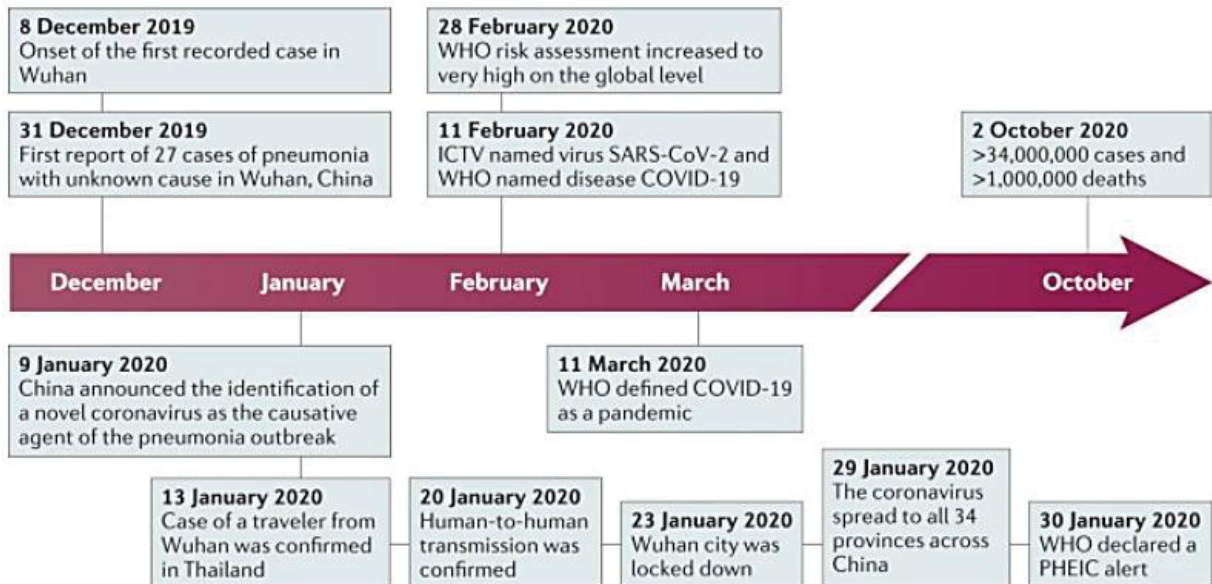 8 December 2019
Onset of the first recorded case in
Wuhan
31 December 2019
First report of 27 cases of pneumonia
with unknown cause in Wuhan, China
28 February 2020
WHO risk assessment increased to
very high on the global level
11 February 2020
ICTV named virus SARS-CoV-2 and
WHO named disease COVID-19
2 October 2020
>34,000,000 cases and
>1,000,000 deaths
December
January
February
March
October
9 January 2020
China announced the identification of
a novel coronavirus as the causative
agent of the pneumonia outbreak
11 March 2020
WHO defined COVID-19
as a pandemic
13 January 2020
Case of a traveler from
Wuhan was confirmed
in Thailand
20 January 2020
Human-to-human
transmission was
confirmed
23 January 2020
Wuhan city was
locked down
29 January 2020
The coronavirus
spread to all 34
provinces across
China
30 January 2020
WHO declared a
PHEIC alert